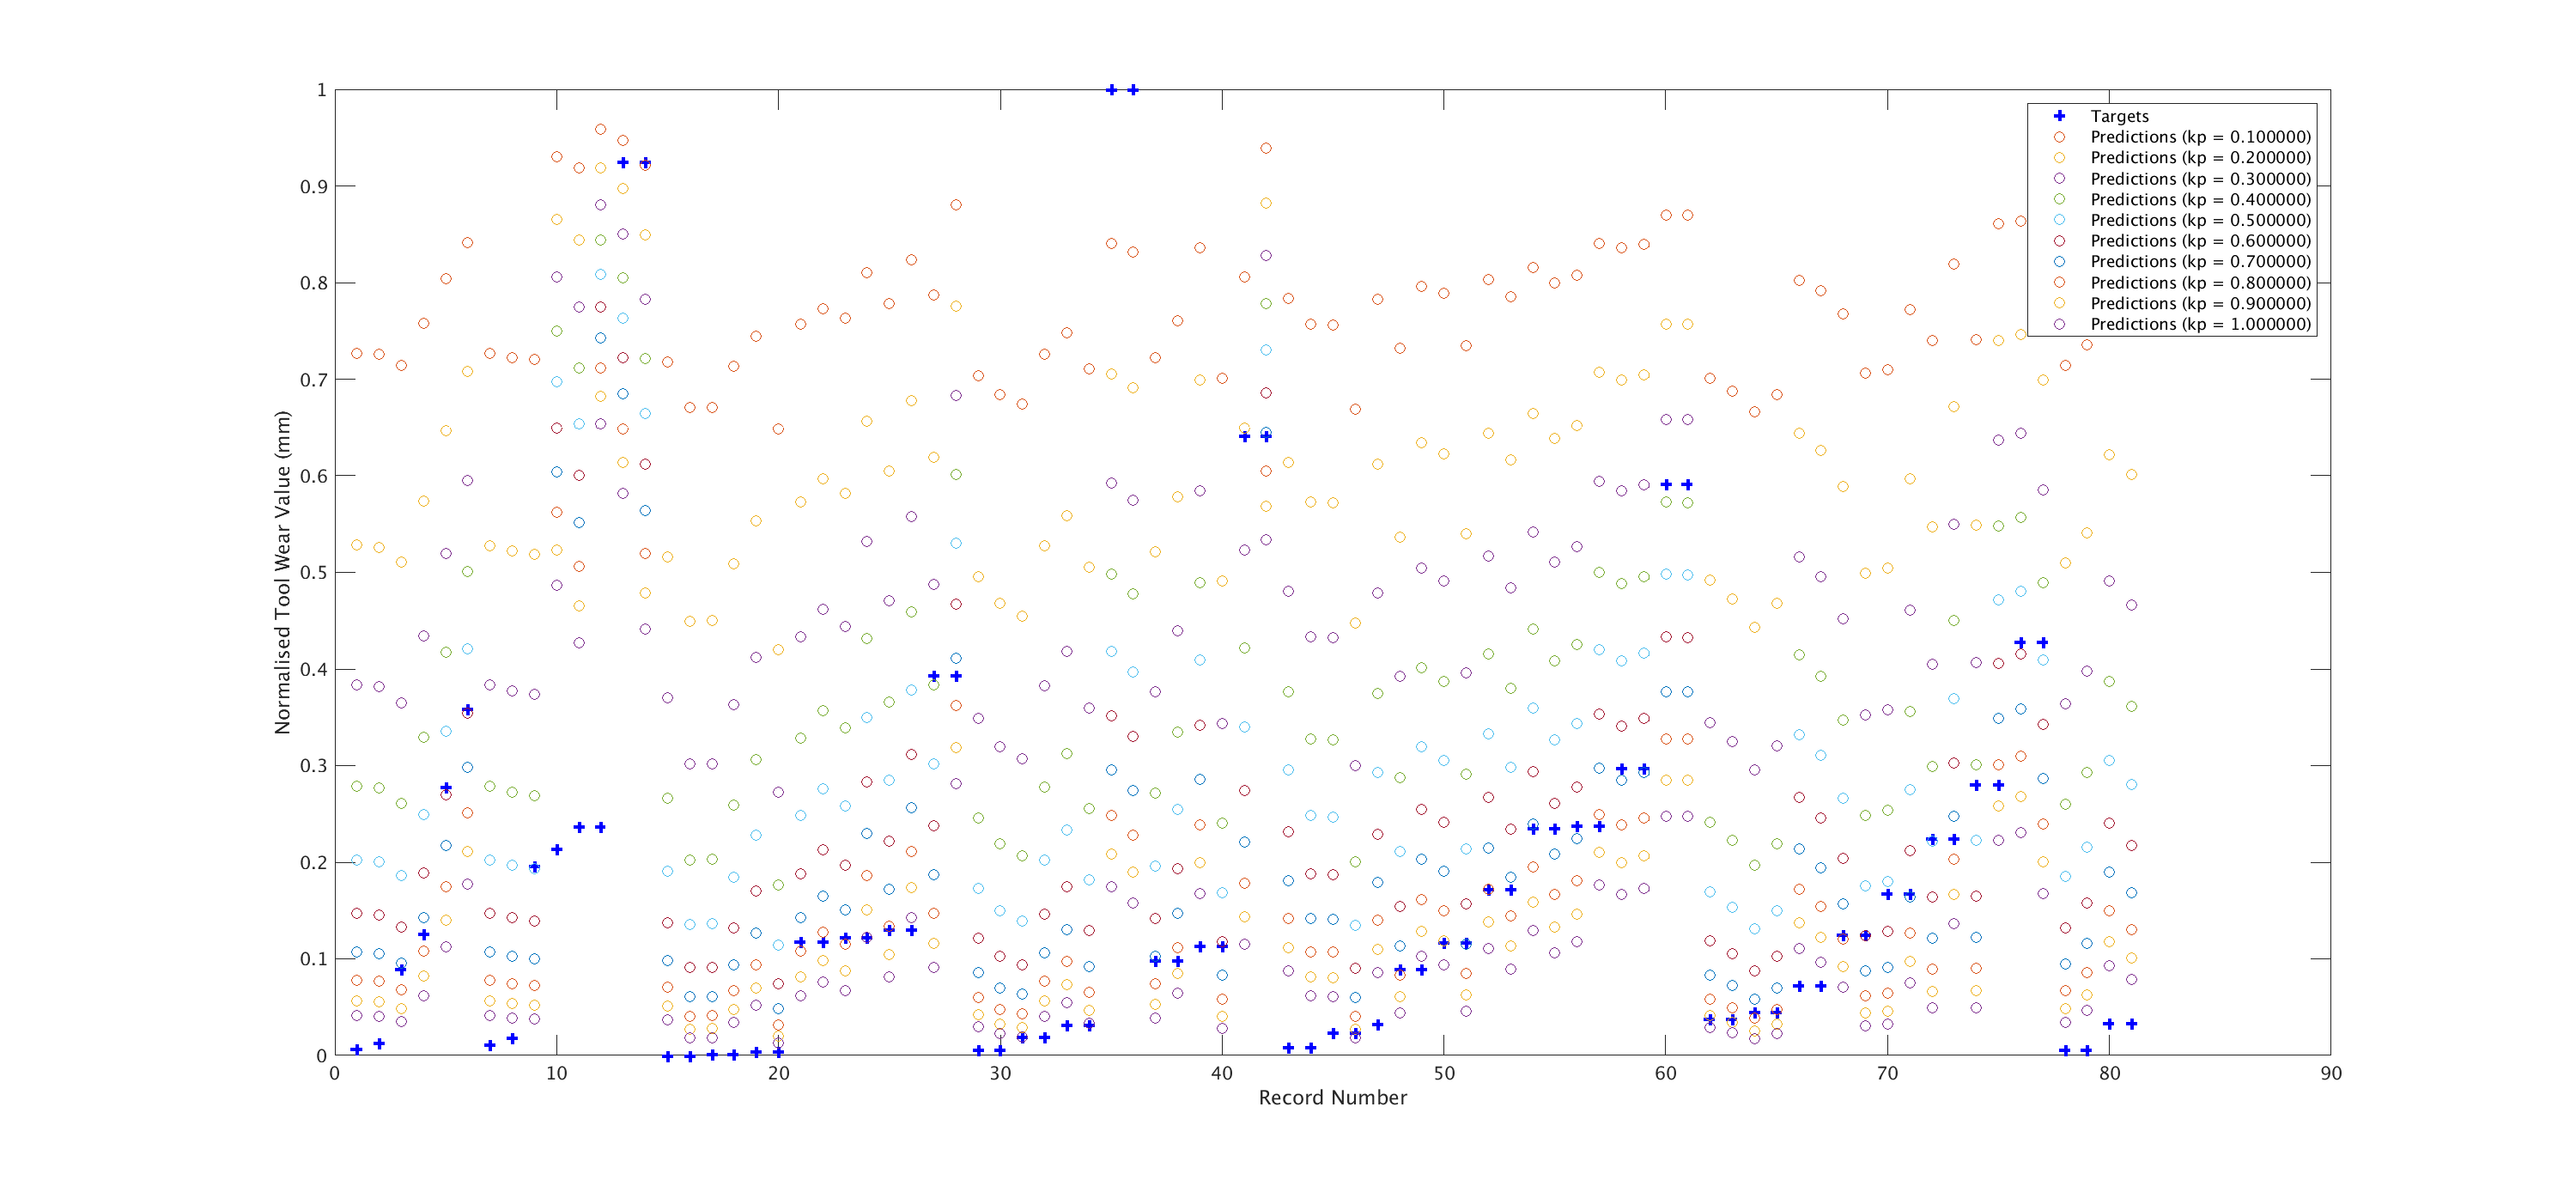 1
0.9
0.8
0.7
0.6
0.5
0.4
0.3
0.2
0.1
0
Normalised Tool Wear Value (mm)
0 10 20 30 40 50 60 70 80 90
Record Number
Targets
Predictions (kp = 0.100000)
Predictions (kp = 0.200000)
Predictions (kp = 0.300000)
Predictions (kp = 0.400000)
Predictions (kp = 0.500000)
Predictions (kp = 0.600000)
Predictions (kp = 0.700000)
Predictions (kp = 0.800000)
Predictions (kp = 0.900000)
Predictions (kp = 1.000000)